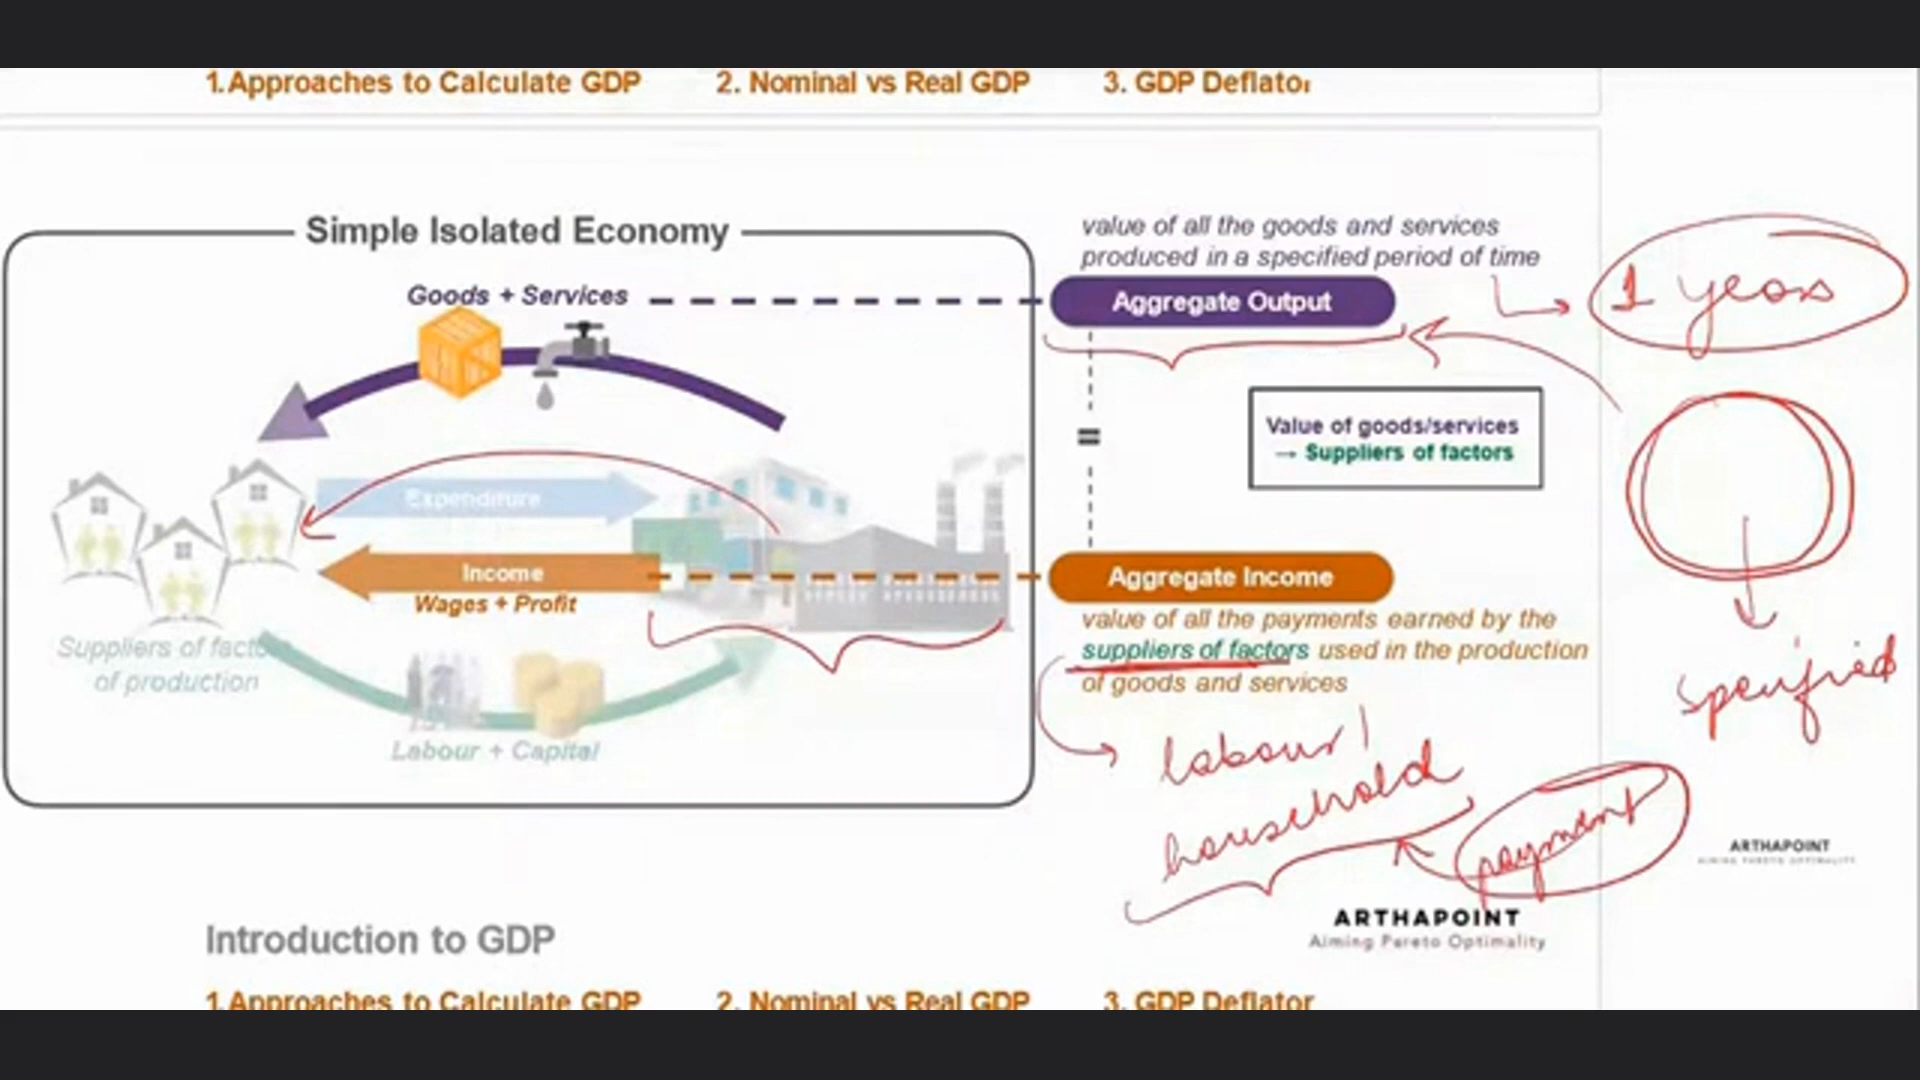 1.Approaches to Calculate GDP 2. Nominal vs Real GDP 3. GDP Deflator
Simple Isolated Economy
value of all the goods and services
produced in a specified period of time
1 year
Goods + Services
Aggregate Output
=
Value of goods/services
→ Suppliers of factors
Expenditure
Income
Wages + Profit
Aggregate Income
value of all the payments earned by the
suppliers of factors used in the production
of goods and services
Suppliers of factors
of production
specified
Labour + Capital
labour/
household
payment
ARTHAPOINT
AIMING PARETO OPTIMALITY
ARTHAPOINT
Aiming Pareto Optimality
Introduction to GDP
1.Approaches to Calculate GDP 2. Nominal vs Real GDP 3. GDP Deflator